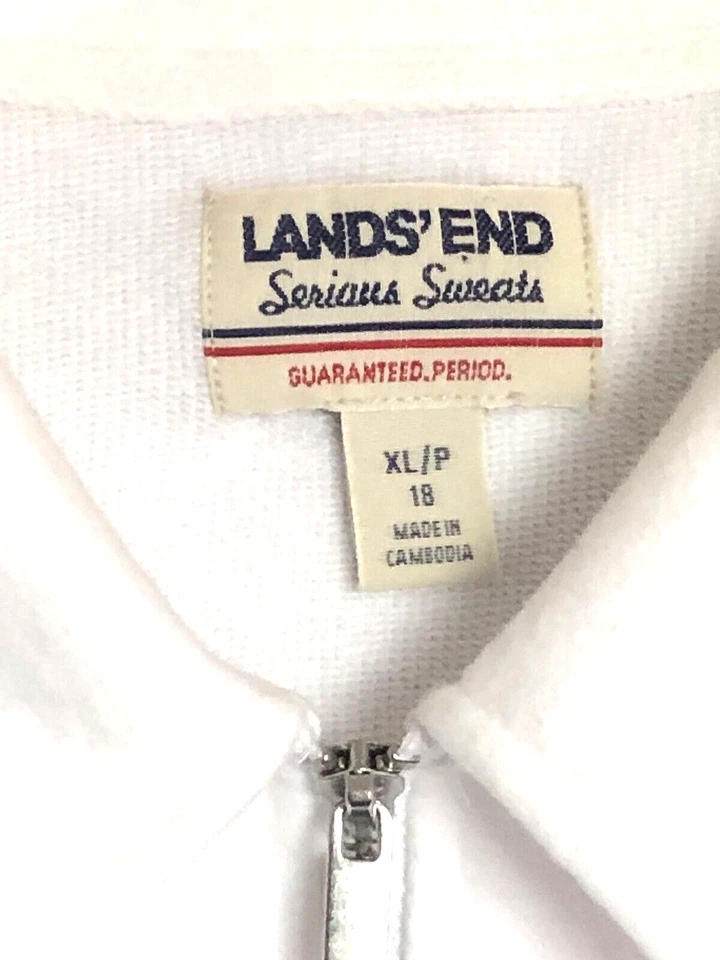 LANDS' END
Serious Sweats
GUARANTEED.PERIOD.
XL/P
18
MADE IN
CAMBODIA